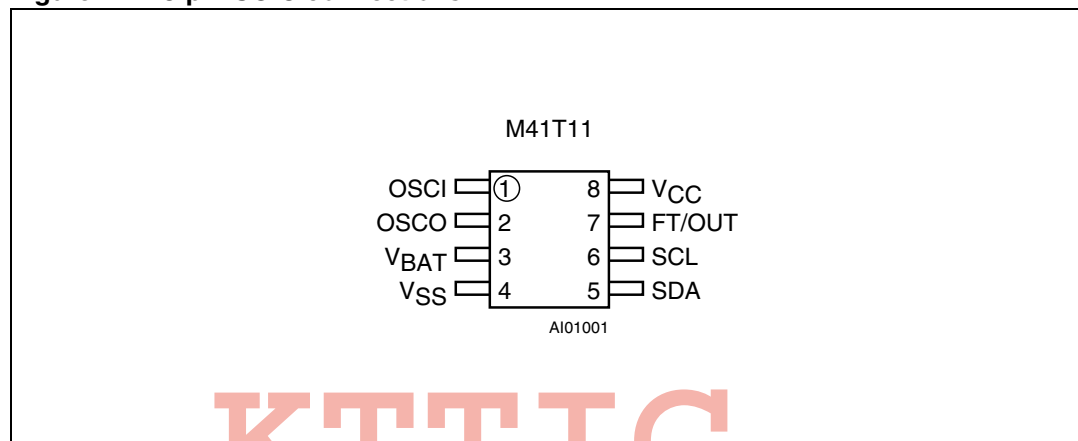 M41T11
OSCI 1 8 VCC
OSCO 2 7 FT/OUT
VBAT 3 6 SCL
VSS 4 5 SDA
AI01001